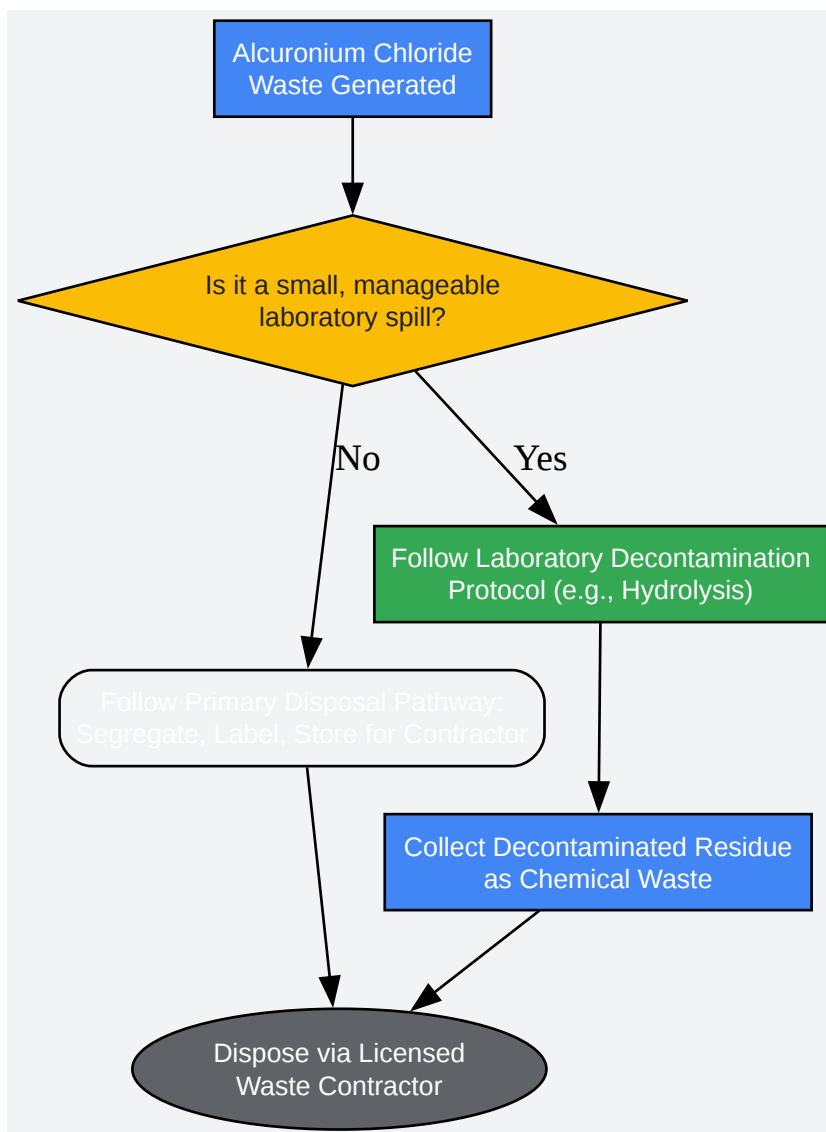 Alcuronium Chloride
Waste Generated
Is it a small, manageable
laboratory spill?
No
Yes
Follow Laboratory Decontamination
Protocol (e.g., Hydrolysis)
Follow Primary Disposal Pathway:
Segregate, Label, Store for Contractor
Collect Decontaminated Residue
as Chemical Waste
Dispose via Licensed
Waste Contractor